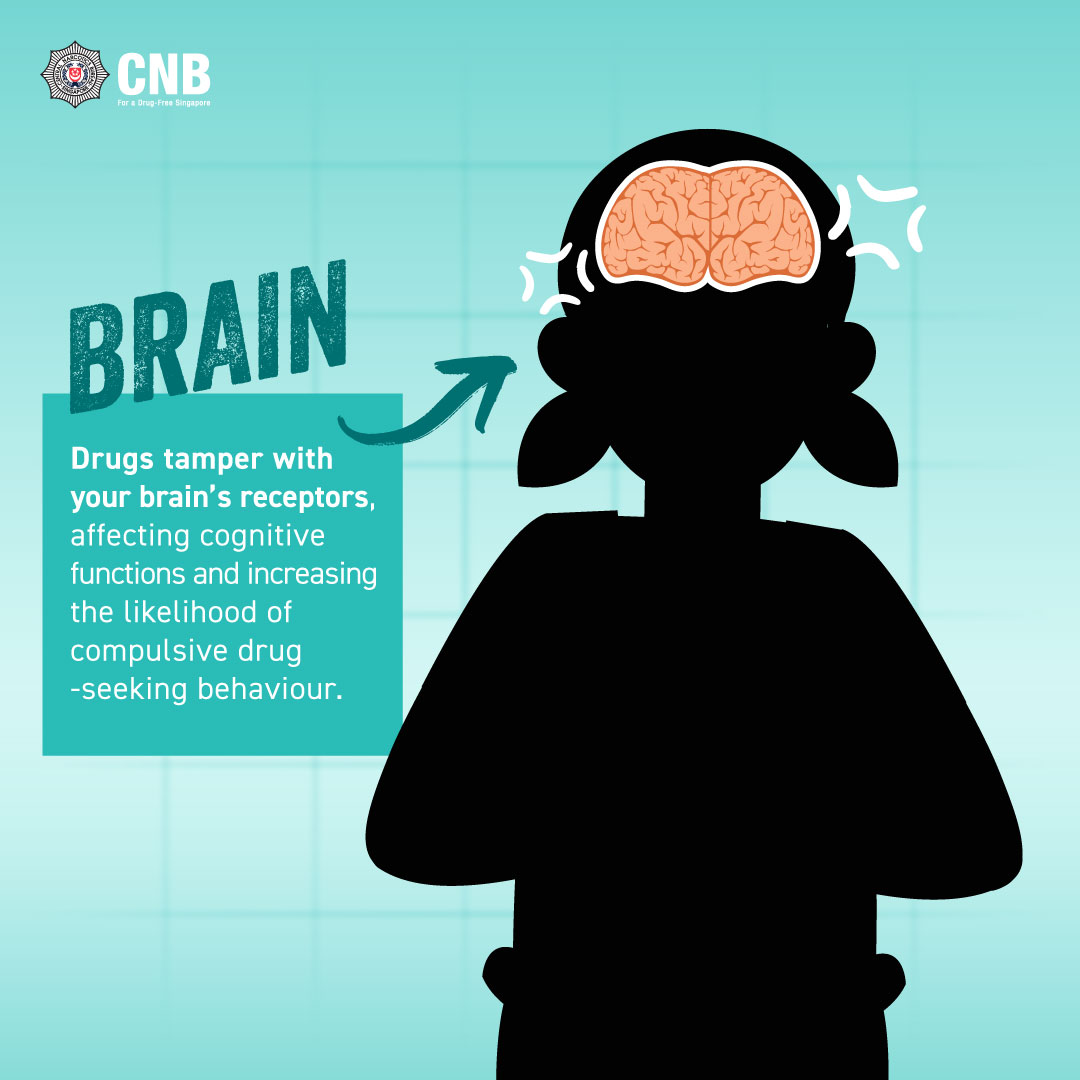 CNB
For a Drug-Free Singapore
BRAIN
Drugs tamper with
your brain’s receptors,
affecting cognitive
functions and increasing
the likelihood of
compulsive drug
-seeking behaviour.